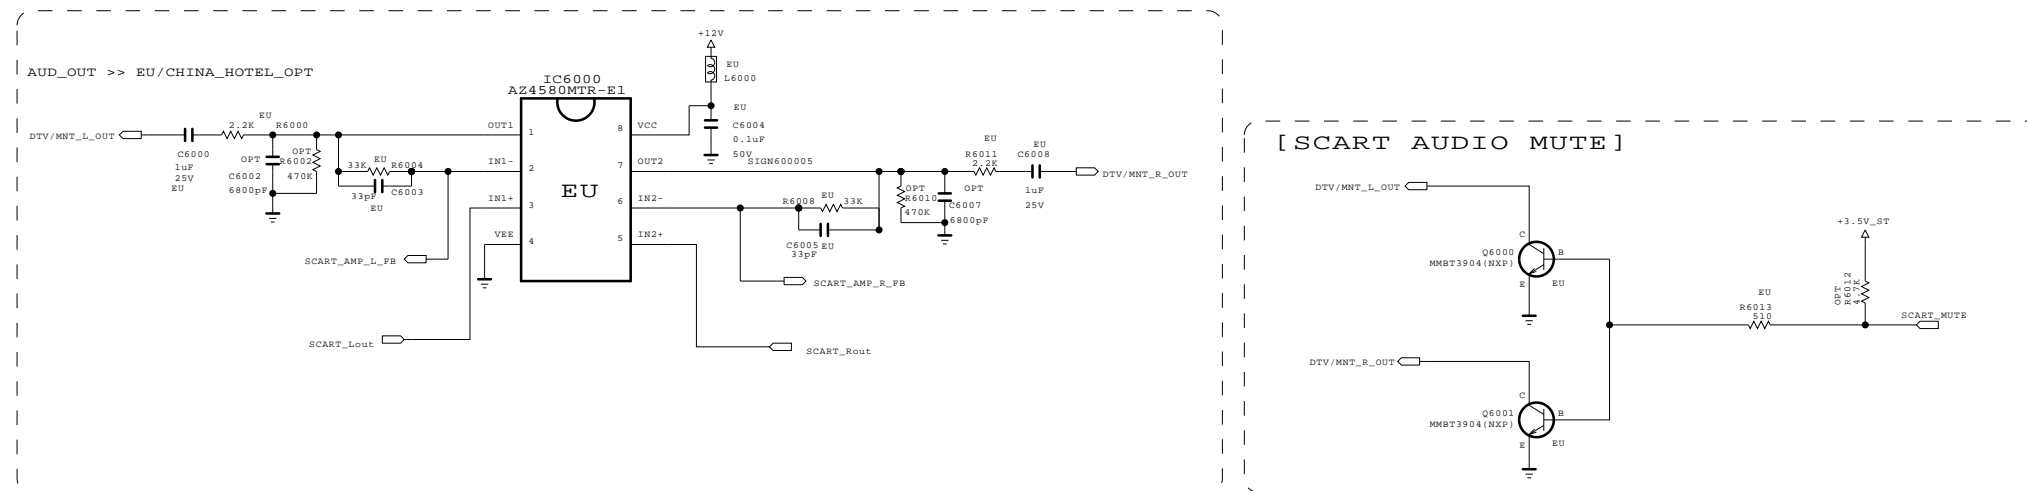 AUD_OUT >> EU/CHINA_HOTEL_OPT
+12V
EU
L6000
IC6000
AZ4580MTR-E1
EU
C6004
0.1uF
50V
DTV/MNT_L_OUT
C6000
1uF
25V
EU
EU
2.2K R6000
OPT
C6002
6800pF
OPT
R6002
470K
EU
33K R6004
33pF C6003
EU
OUT1 1
IN1- 2
IN1+ 3
VEE 4
EU
8 VCC
7 OUT2
6 IN2-
5 IN2+
SIGN600005
SCART_AMP_L_FB
SCART_Lout
EU
R6008 33K
C6005 EU
33pF
OPT
R6010
470K
OPT
C6007
6800pF
EU
R6011
2.2K
EU
C6008
1uF
25V
DTV/MNT_R_OUT
SCART_AMP_R_FB
SCART_Rout
[SCART AUDIO MUTE]
DTV/MNT_L_OUT
C
Q6000
MMBT3904(NXP)
B
E
EU
DTV/MNT_R_OUT
C
Q6001
MMBT3904(NXP)
B
E
EU
+3.5V_ST
OPT
R6012
4.7K
EU
R6013
510
SCART_MUTE